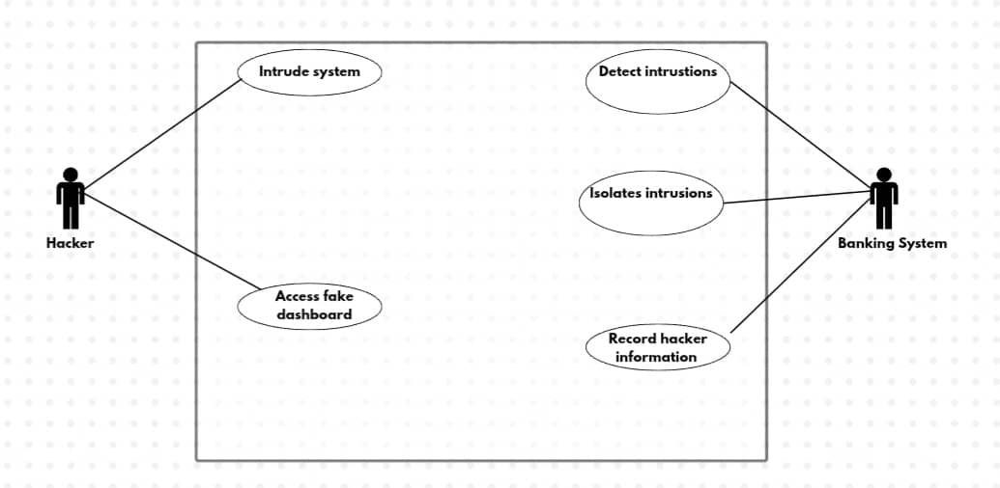 Intrude system
Detect intrustions
Isolates intrusions
Hacker
Banking System
Access fake
dashboard
Record hacker
information